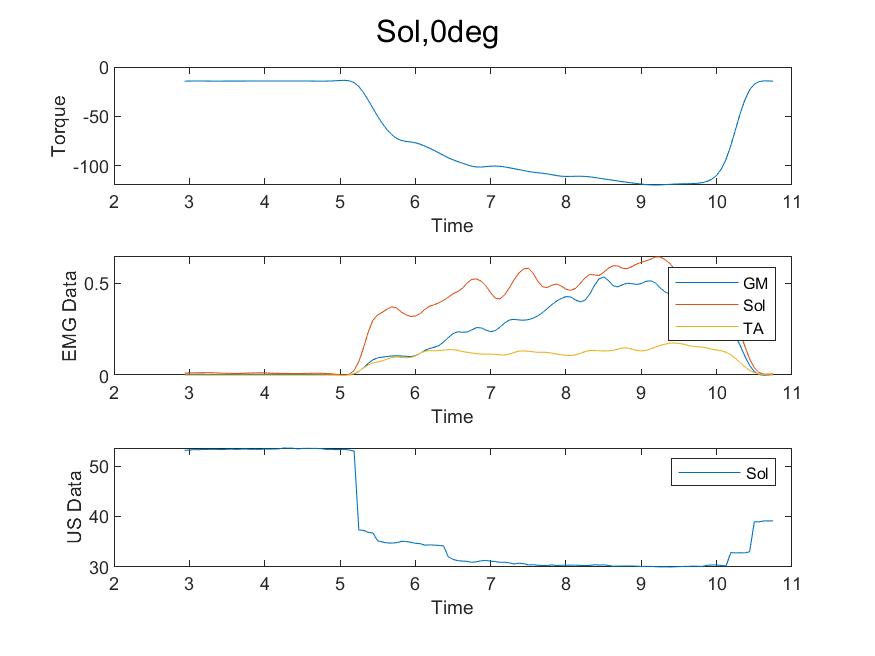 Sol,0deg
0
-50
-100
Torque
2 3 4 5 6 7 8 9 10 11
Time
0.5
0
EMG Data
GM
Sol
TA
2 3 4 5 6 7 8 9 10 11
Time
50
40
30
US Data
Sol
2 3 4 5 6 7 8 9 10 11
Time